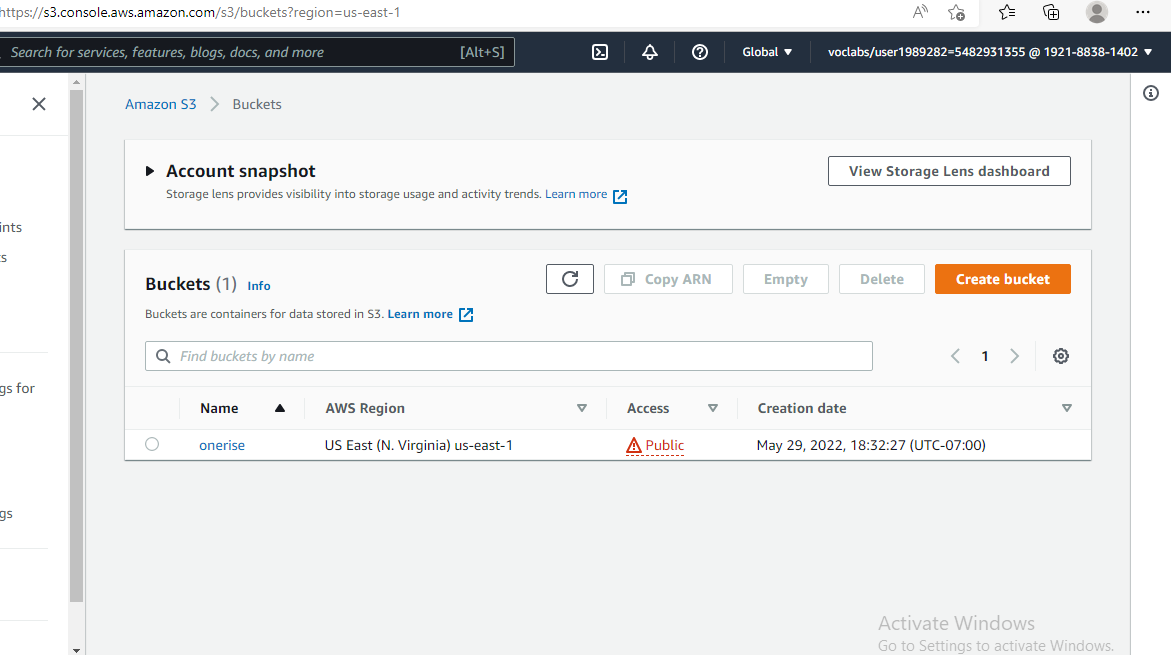 https://s3.console.aws.amazon.com/s3/buckets?region=us-east-1
Search for services, features, blogs, docs, and more [Alt+S] Global voclabs/user1989282=5482931355 @ 1921-8838-1402
Amazon S3 Buckets
Account snapshot View Storage Lens dashboard
Storage lens provides visibility into storage usage and activity trends. Learn more
ints
s
Buckets (1) Info Copy ARN Empty Delete Create bucket
Buckets are containers for data stored in S3. Learn more
Find buckets by name 1
gs for
Name AWS Region Access Creation date
onerise US East (N. Virginia) us-east-1 Public May 29, 2022, 18:32:27 (UTC-07:00)
gs
Activate Windows
Go to Settings to activate Windows.